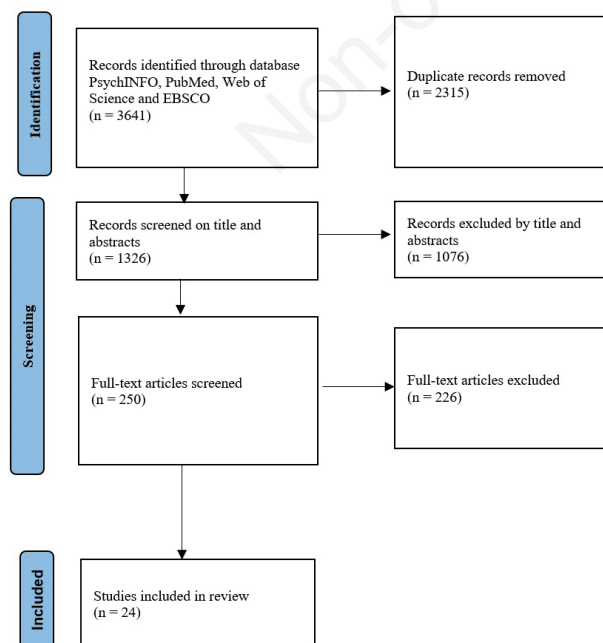 Identification
Records identified through database
PsychINFO, PubMed, Web of
Science and EBSCO
(n = 3641)
Duplicate records removed
(n = 2315)
Screening
Records screened on title and
abstracts
(n = 1326)
Records excluded by title and
abstracts
(n = 1076)
Full-text articles screened
(n = 250)
Full-text articles excluded
(n = 226)
Included
Studies included in review
(n = 24)